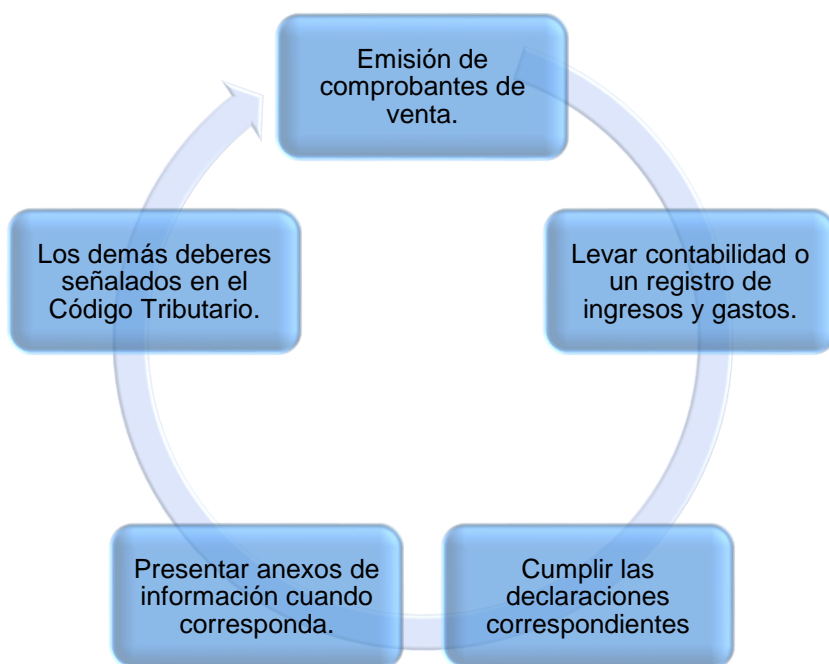 Emisión de
comprobantes de
venta.
Levar contabilidad o
un registro de
ingresos y gastos.
Cumplir las
declaraciones
correspondientes
Presentar anexos de
información cuando
corresponda.
Los demás deberes
señalados en el
Código Tributario.